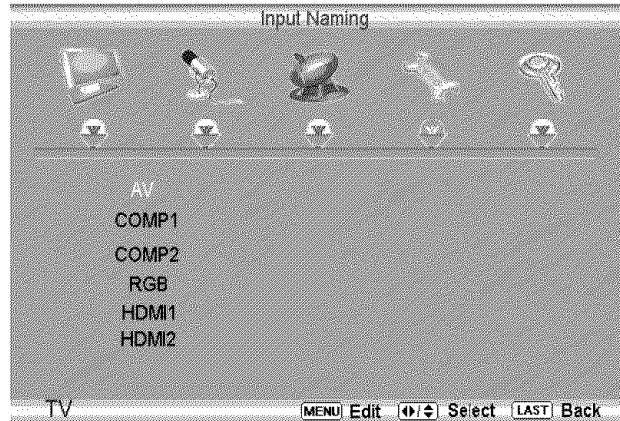 Input Naming
AV
COMP1
COMP2
RGB
HDMI1
HDMI2
TV MENU Edit / Select LAST Back